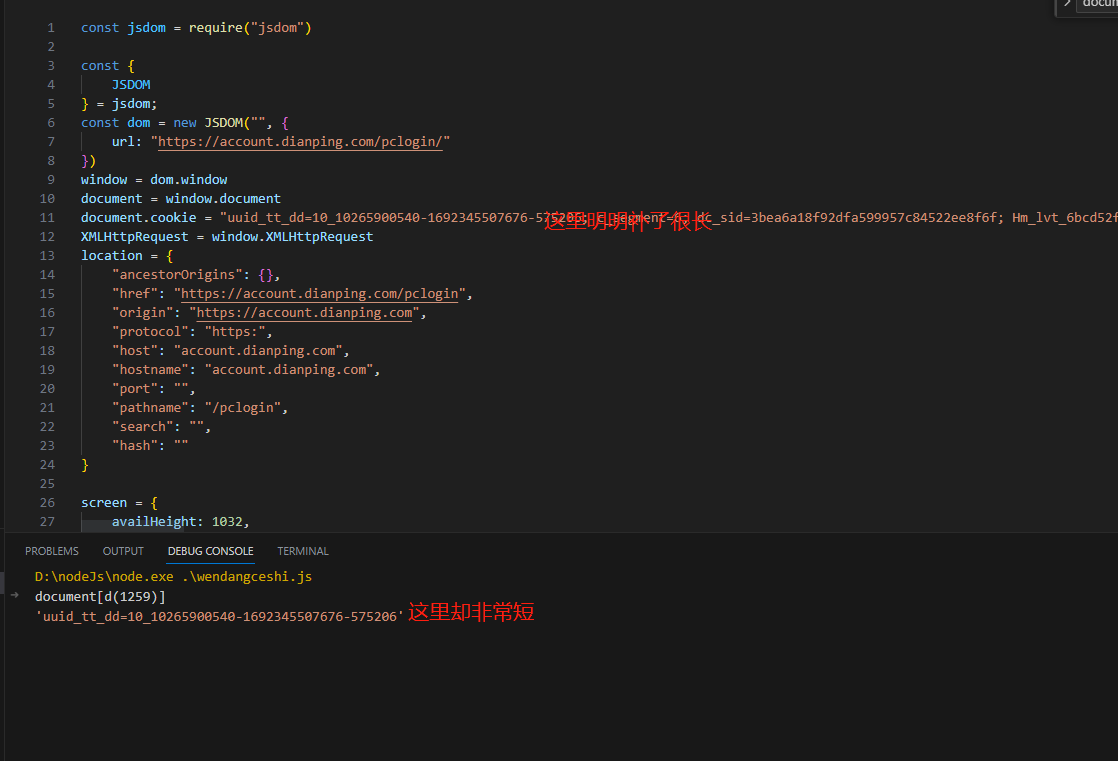 docum
1 const jsdom = require("jsdom")
2
3 const {
4 JSDOM
5 } = jsdom;
6 const dom = new JSDOM("", {
7 url: "https://account.dianping.com/pclogin/"
8 })
9 window = dom.window
10 document = window.document
11 document.cookie = "uuid_tt_dd=10_10265900540-1692345507676-575206; c_segment=5; dc_sid=3bea6a18f92dfa599957c84522ee8f6f; Hm_lvt_6bcd52f
这里明明补了很长
12 XMLHttpRequest = window.XMLHttpRequest
13 location = {
14 "ancestorOrigins": {},
15 "href": "https://account.dianping.com/pclogin",
16 "origin": "https://account.dianping.com",
17 "protocol": "https:",
18 "host": "account.dianping.com",
19 "hostname": "account.dianping.com",
20 "port": "",
21 "pathname": "/pclogin",
22 "search": "",
23 "hash": ""
24 }
25
26 screen = {
27 availHeight: 1032,
PROBLEMS OUTPUT DEBUG CONSOLE TERMINAL
D:\nodeJs\node.exe .\wendangceshi.js
document[d(1259)]
'uuid_tt_dd=10_10265900540-1692345507676-575206' 这里却非常短